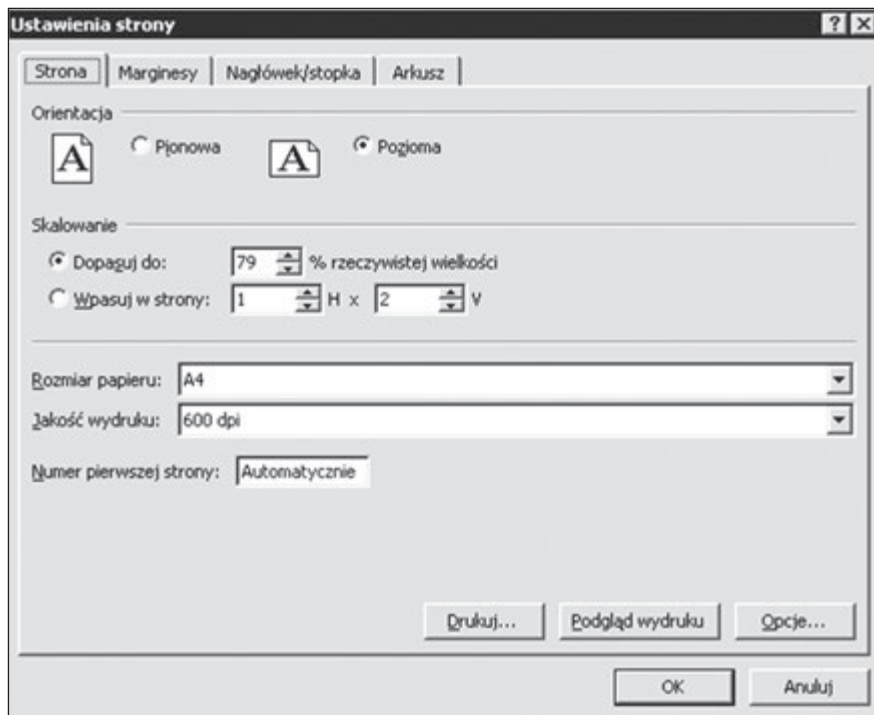 Ustawienia strony
Strona Marginesy Nagłówek/stopka Arkusz
Orientacja
A Pionowa A Pozioma
Skalowanie
Dopasuj do: 79 % rzeczywistej wielkości
Wpasuj w strony: 1 H x 2 V
Rozmiar papieru: A4
Jakość wydruku: 600 dpi
Numer pierwszej strony: Automatycznie
Drukuj... Podgląd wydruku Opcje...
OK Anuluj